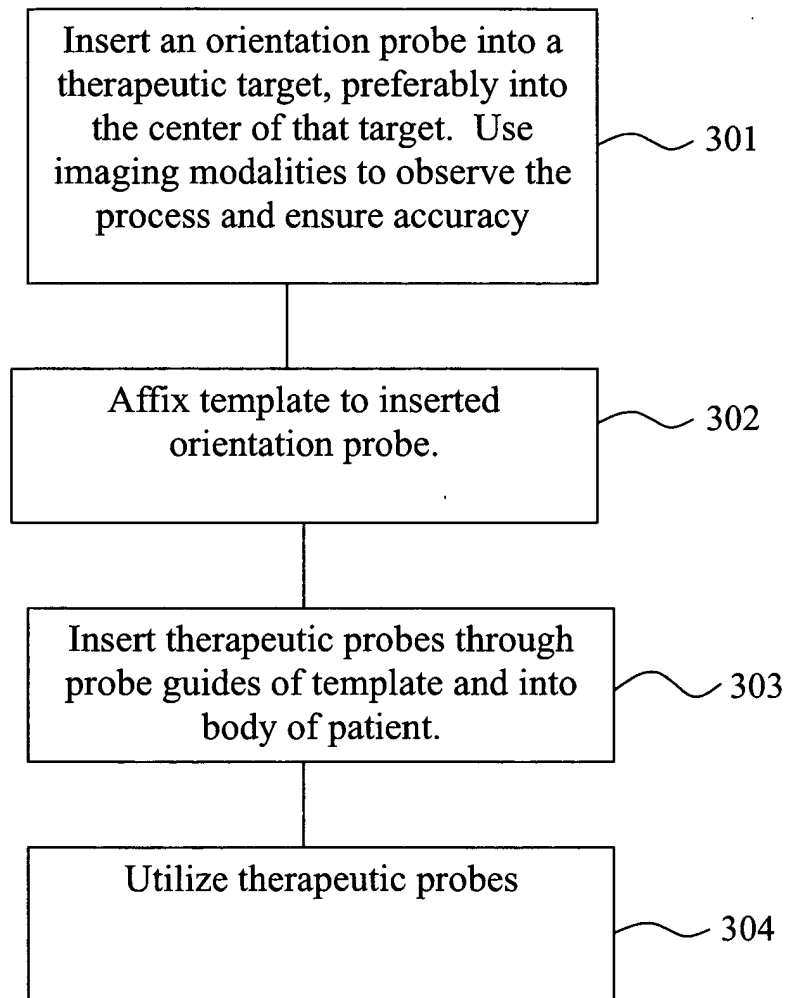 Insert an orientation probe into a
therapeutic target, preferably into
the center of that target.  Use
imaging modalities to observe the
process and ensure accuracy
301
Affix template to inserted
orientation probe.
302
Insert therapeutic probes through
probe guides of template and into
body of patient.
303
Utilize therapeutic probes
304